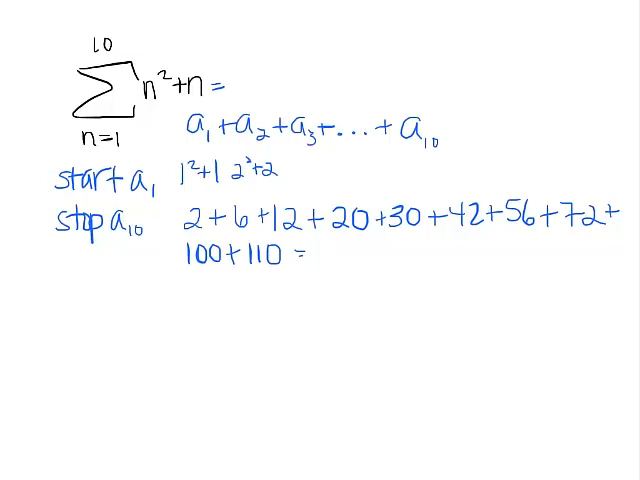 10
∑ n²+n =
n=1
a₁+a₂+a₃+...+a₁₀
start a₁ 1²+1 2²+2
stop a₁₀ 2+6+12+20+30+42+56+72+
100+110 =